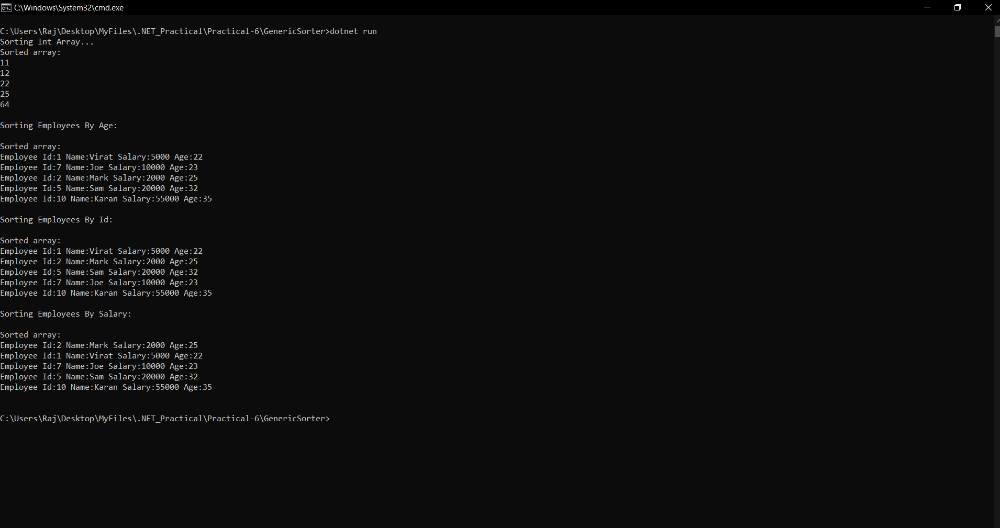 C:\Windows\System32\cmd.exe
C:\Users\Raj\Desktop\MyFiles\.NET_Practical\Practical-6\GenericSorter>dotnet run
Sorting Int Array...
Sorted array:
11
12
22
25
64
Sorting Employees By Age:
Sorted array:
Employee Id:1 Name:Virat Salary:5000 Age:22
Employee Id:7 Name:Joe Salary:10000 Age:23
Employee Id:2 Name:Mark Salary:2000 Age:25
Employee Id:5 Name:Sam Salary:20000 Age:32
Employee Id:10 Name:Karan Salary:55000 Age:35
Sorting Employees By Id:
Sorted array:
Employee Id:1 Name:Virat Salary:5000 Age:22
Employee Id:2 Name:Mark Salary:2000 Age:25
Employee Id:5 Name:Sam Salary:20000 Age:32
Employee Id:7 Name:Joe Salary:10000 Age:23
Employee Id:10 Name:Karan Salary:55000 Age:35
Sorting Employees By Salary:
Sorted array:
Employee Id:2 Name:Mark Salary:2000 Age:25
Employee Id:1 Name:Virat Salary:5000 Age:22
Employee Id:7 Name:Joe Salary:10000 Age:23
Employee Id:5 Name:Sam Salary:20000 Age:32
Employee Id:10 Name:Karan Salary:55000 Age:35
C:\Users\Raj\Desktop\MyFiles\.NET_Practical\Practical-6\GenericSorter>